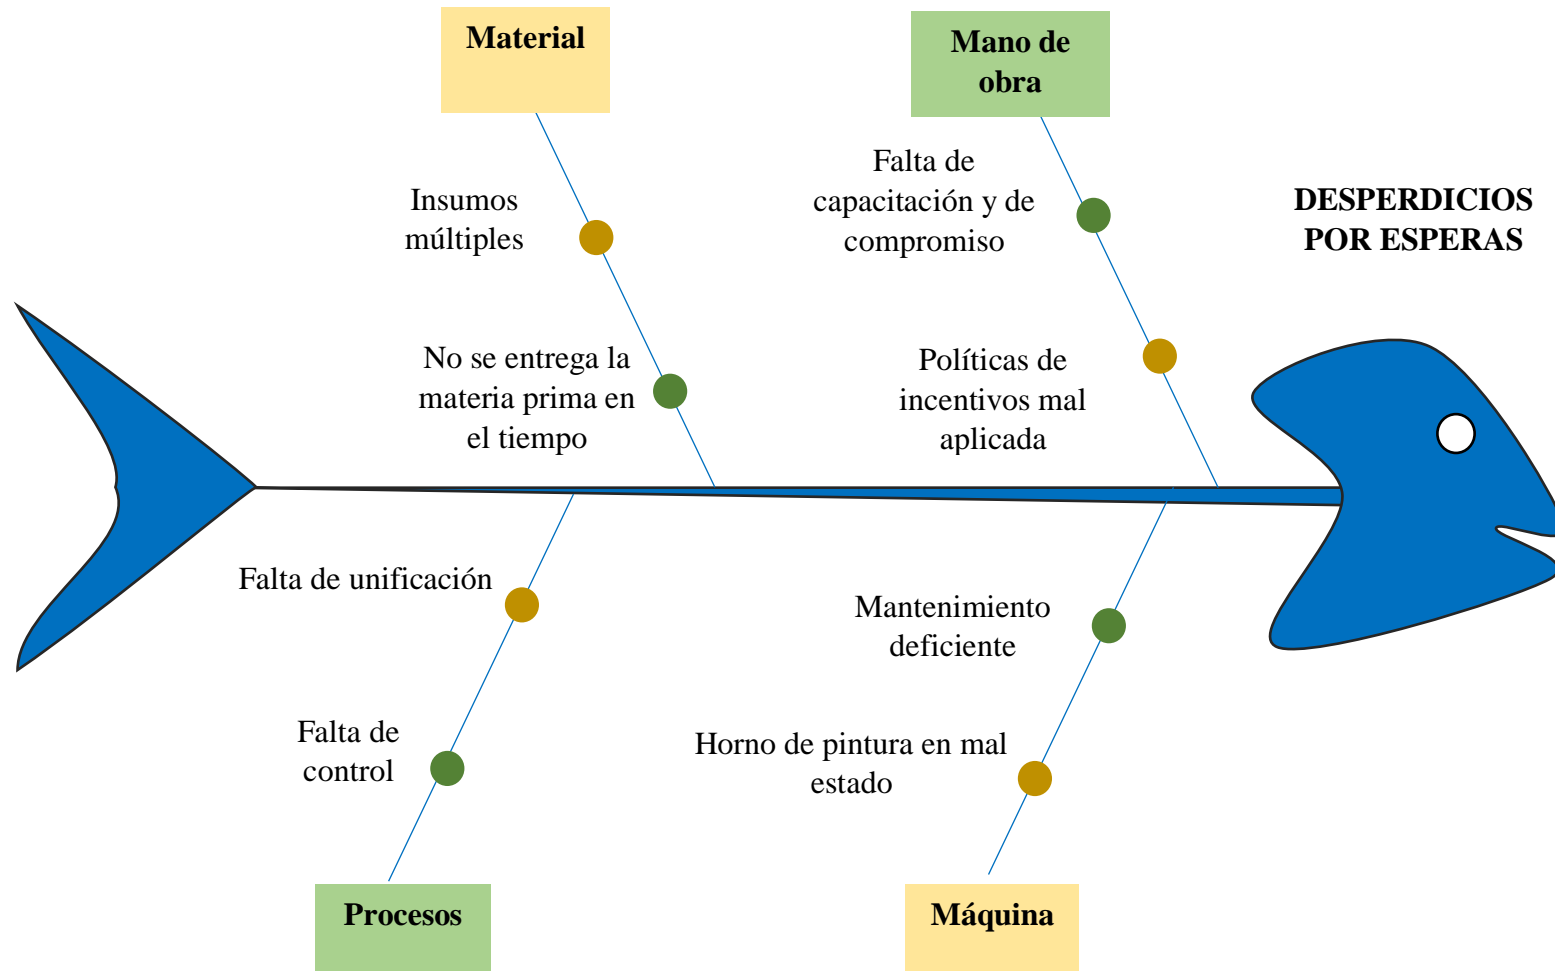 Material
Mano de
obra
Insumos
múltiples
Falta de
capacitación y de
compromiso
DESPERDICIOS
POR ESPERAS
No se entrega la
materia prima en
el tiempo
Políticas de
incentivos mal
aplicada
Falta de unificación
Mantenimiento
deficiente
Falta de
control
Horno de pintura en mal
estado
Procesos
Máquina